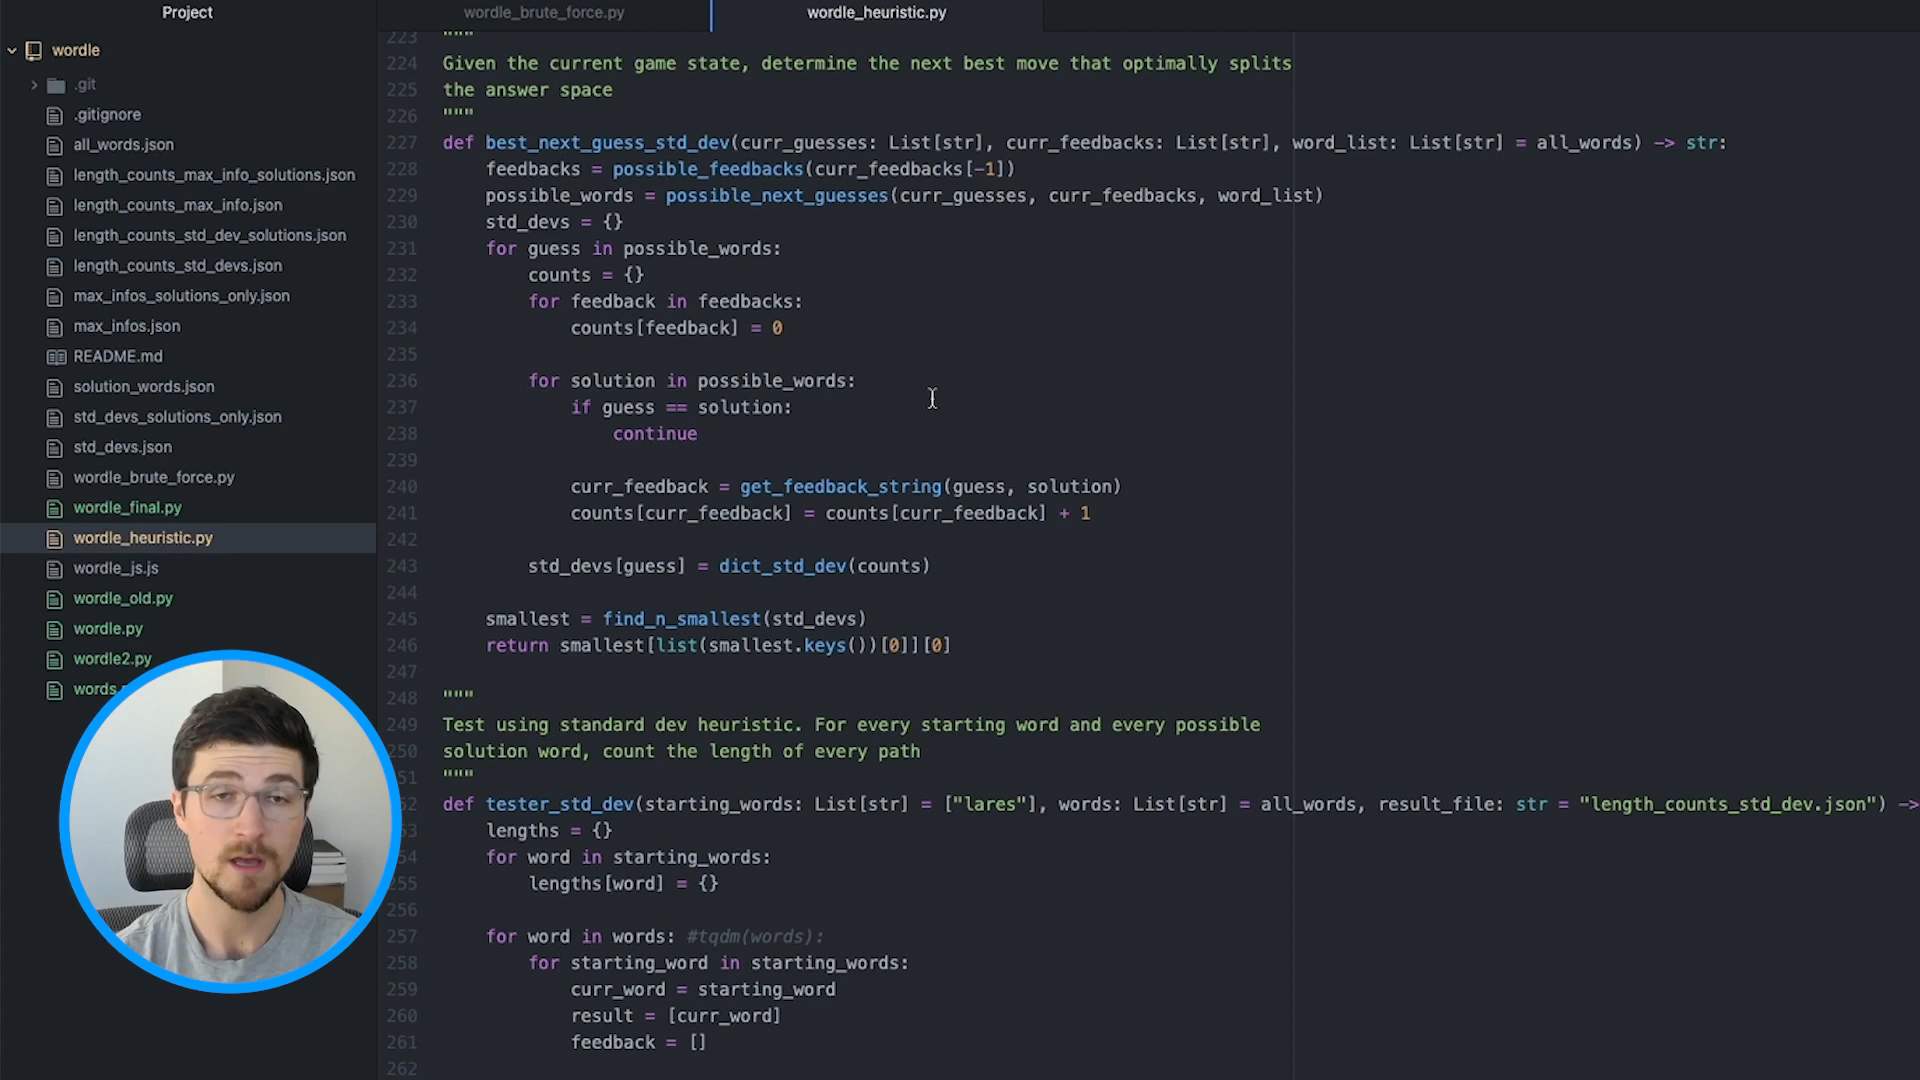 Project
wordle_brute_force.py
wordle_heuristic.py
wordle
.git
.gitignore
all_words.json
length_counts_max_info_solutions.json
length_counts_max_info.json
length_counts_std_dev_solutions.json
length_counts_std_devs.json
max_infos_solutions_only.json
max_infos.json
README.md
solution_words.json
std_devs_solutions_only.json
std_devs.json
wordle_brute_force.py
wordle_final.py
wordle_heuristic.py
wordle_js.js
wordle_old.py
wordle.py
wordle2.py
223 """
224 Given the current game state, determine the next best move that optimally splits
225 the answer space
226 """
227 def best_next_guess_std_dev(curr_guesses: List[str], curr_feedbacks: List[str], word_list: List[str] = all_words) -> str:
228 feedbacks = possible_feedbacks(curr_feedbacks[-1])
229 possible_words = possible_next_guesses(curr_guesses, curr_feedbacks, word_list)
230 std_devs = {}
231 for guess in possible_words:
232 counts = {}
233 for feedback in feedbacks:
234 counts[feedback] = 0
235
236 for solution in possible_words:
237 if guess == solution:
238 continue
239
240 curr_feedback = get_feedback_string(guess, solution)
241 counts[curr_feedback] = counts[curr_feedback] + 1
242
243 std_devs[guess] = dict_std_dev(counts)
244
245 smallest = find_n_smallest(std_devs)
246 return smallest[list(smallest.keys())[0]][0]
247
248 """
249 Test using standard dev heuristic. For every starting word and every possible
250 solution word, count the length of every path
51 """
52 def tester_std_dev(starting_words: List[str] = ["lares"], words: List[str] = all_words, result_file: str = "length_counts_std_dev.json") ->
53 lengths = {}
54 for word in starting_words:
255 lengths[word] = {}
256
257 for word in words: #tqdm(words):
258 for starting_word in starting_words:
259 curr_word = starting_word
260 result = [curr_word]
261 feedback = []
262